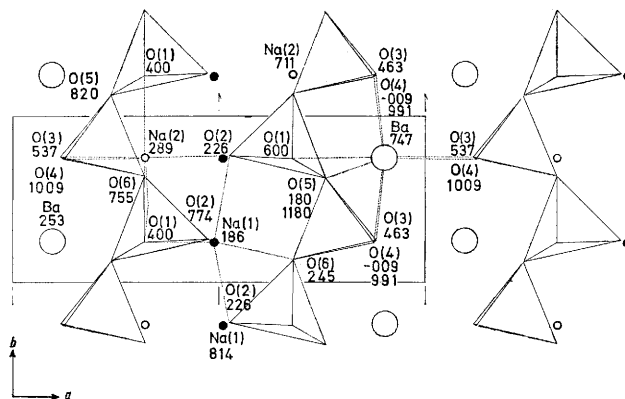 O(1)
400
O(5)
820
Na(2)
711
O(3)
463
O(4)
-009
991
Ba
747
O(3)
537
Na(2)
289
O(2)
226
O(1)
600
O(3)
537
O(4)
1009
O(4)
1009
O(6)
755
O(2)
774
O(5)
180
1180
Ba
253
O(1)
400
Na(1)
186
O(3)
463
O(6)
245
O(4)
-009
991
O(2)
226
Na(1)
814
b
a